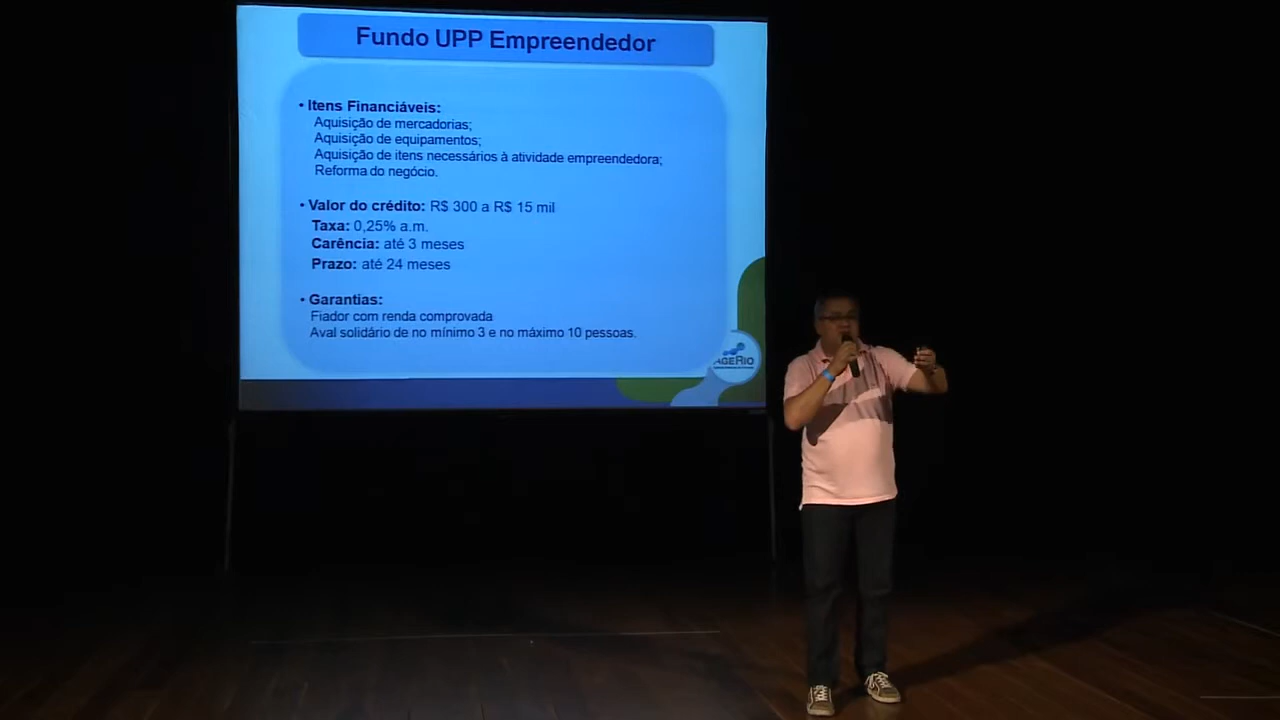 Fundo UPP Empreendedor
• Itens Financiáveis:
Aquisição de mercadorias;
Aquisição de equipamentos;
Aquisição de itens necessários à atividade empreendedora;
Reforma do negócio.
• Valor do crédito: R$ 300 a R$ 15 mil
Taxa: 0,25% a.m.
Carência: até 3 meses
Prazo: até 24 meses
• Garantias:
Fiador com renda comprovada
Aval solidário de no mínimo 3 e no máximo 10 pessoas.
AGERIO